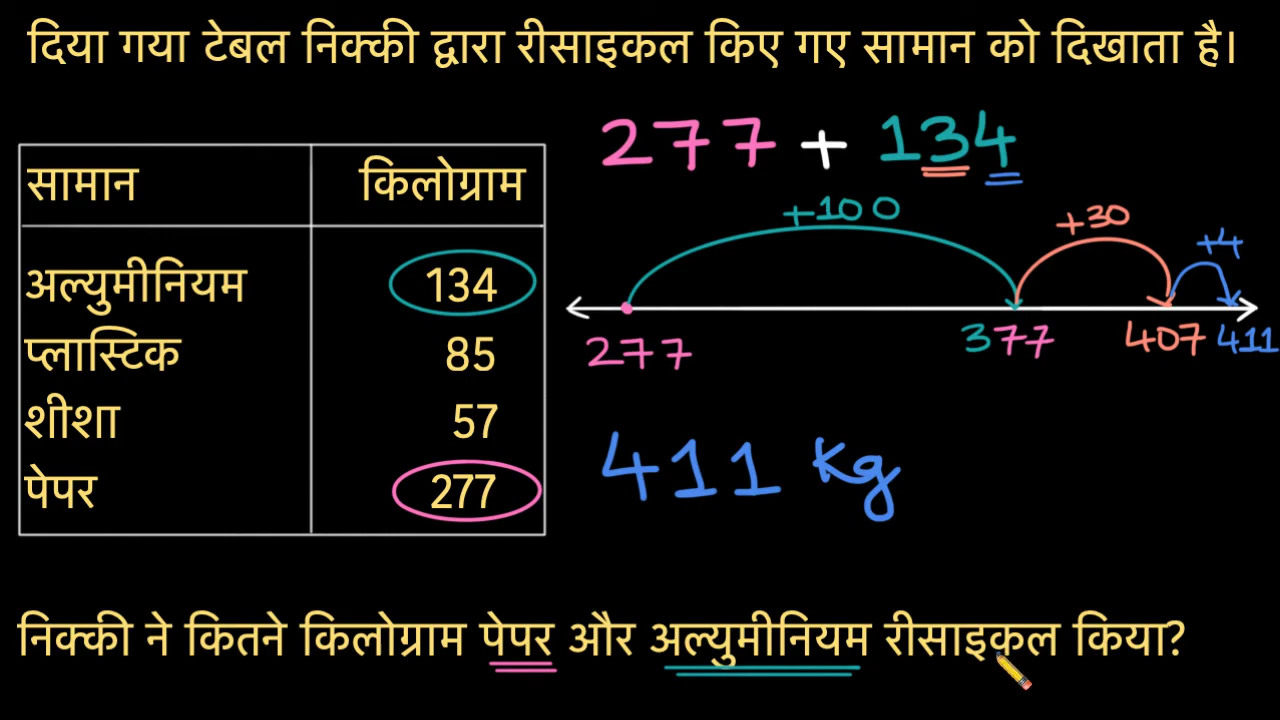 दिया गया टेबल निक्की द्वारा रीसाइकल किए गए सामान को दिखाता है।
सामान किलोग्राम
अल्युमीनियम 134
प्लास्टिक 85
शीशा 57
पेपर 277
277 + 134
+100 +30 +4
277 377 407 411
411 kg
निक्की ने कितने किलोग्राम पेपर और अल्युमीनियम रीसाइकल किया?